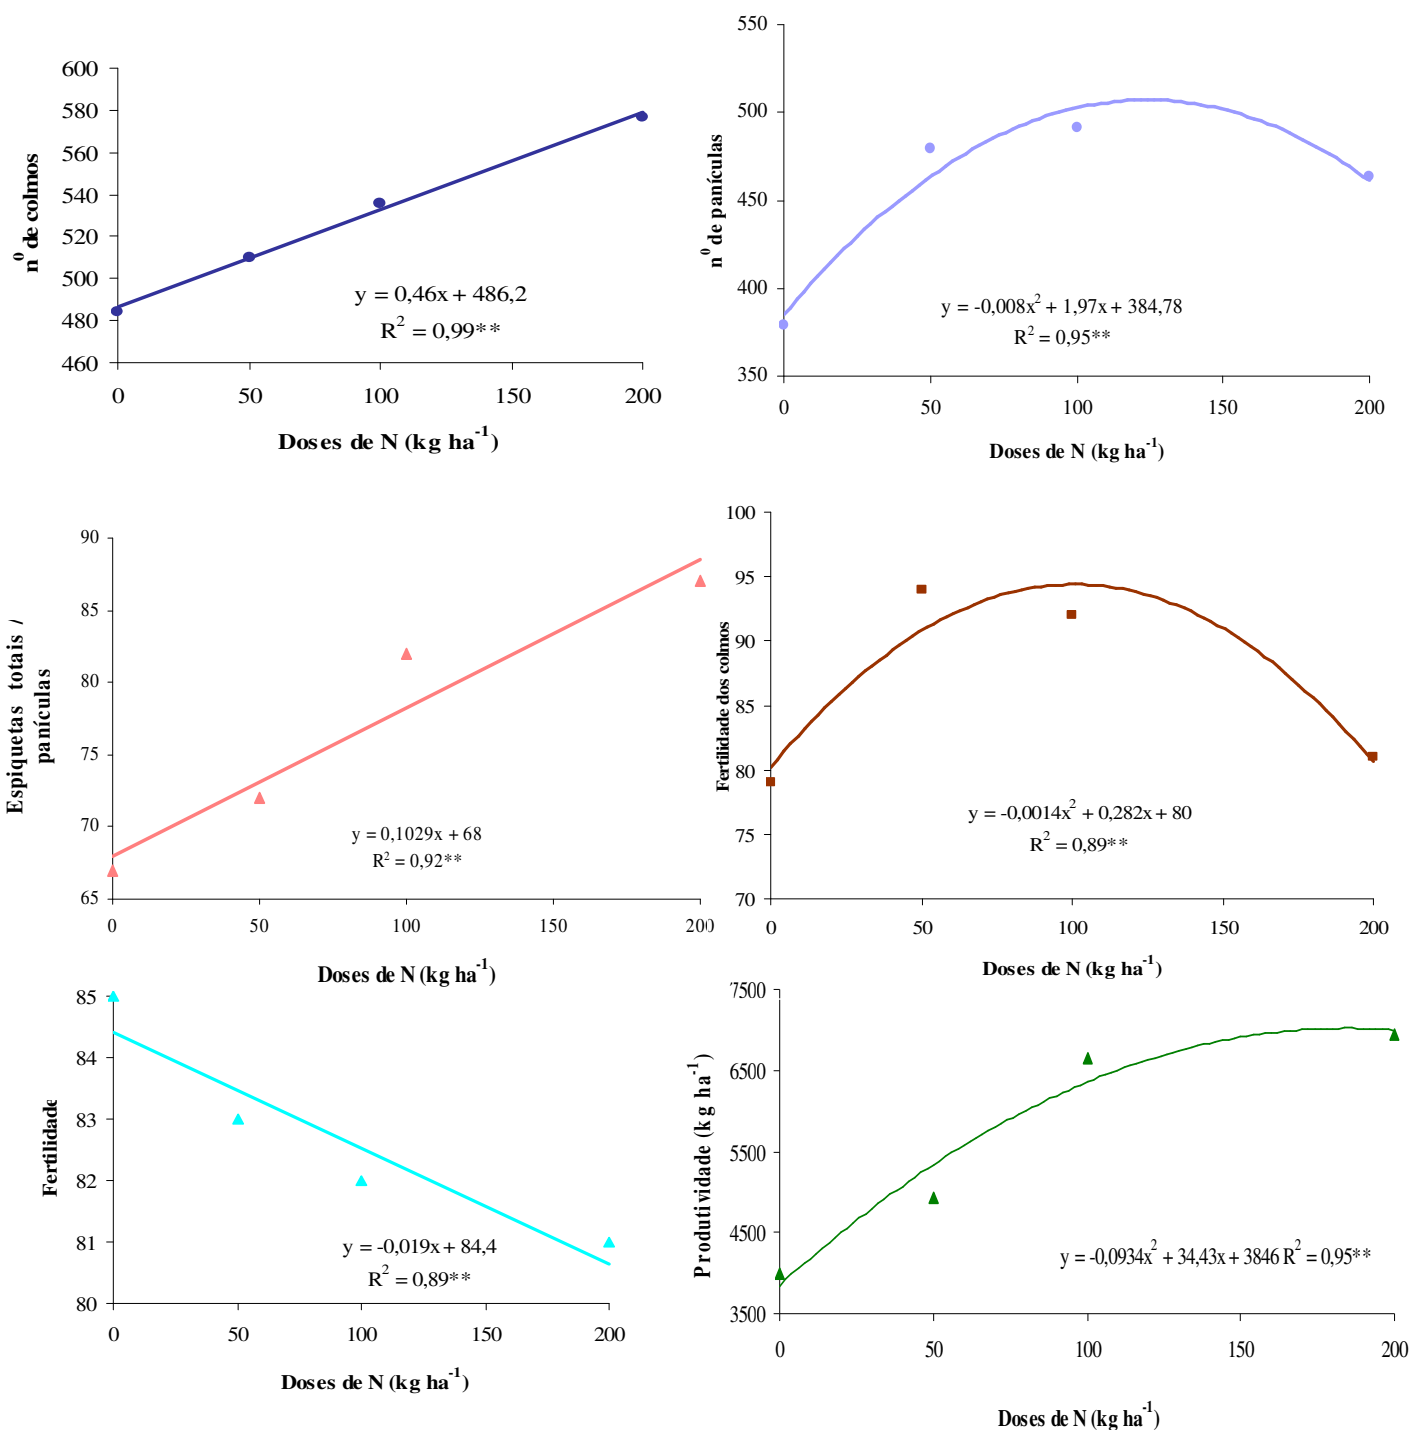 600
580
560
540
520
500
480
460
nº de colmos
y = 0,46x + 486,2
R² = 0,99**
0 50 100 150 200
Doses de N (kg ha⁻¹)
550
500
450
400
350
nº de panículas
y = -0,008x² + 1,97x + 384,78
R² = 0,95**
0 50 100 150 200
Doses de N (kg ha⁻¹)
90
85
80
75
70
65
Espiquetas totais /
panículas
y = 0,1029x + 68
R² = 0,92**
0 50 100 150 200
Doses de N (kg ha⁻¹)
100
95
90
85
80
75
70
Fertilidade dos colmos
y = -0,0014x² + 0,282x + 80
R² = 0,89**
0 50 100 150 200
Doses de N (kg ha⁻¹)
85
84
83
82
81
80
Fertilidade
y = -0,019x + 84,4
R² = 0,89**
0 50 100 150 200
Doses de N (kg ha⁻¹)
7500
6500
5500
4500
3500
Produtividade (kg ha⁻¹)
y = -0,0934x² + 34,43x + 3846 R² = 0,95**
0 50 100 150 200
Doses de N (kg ha⁻¹)